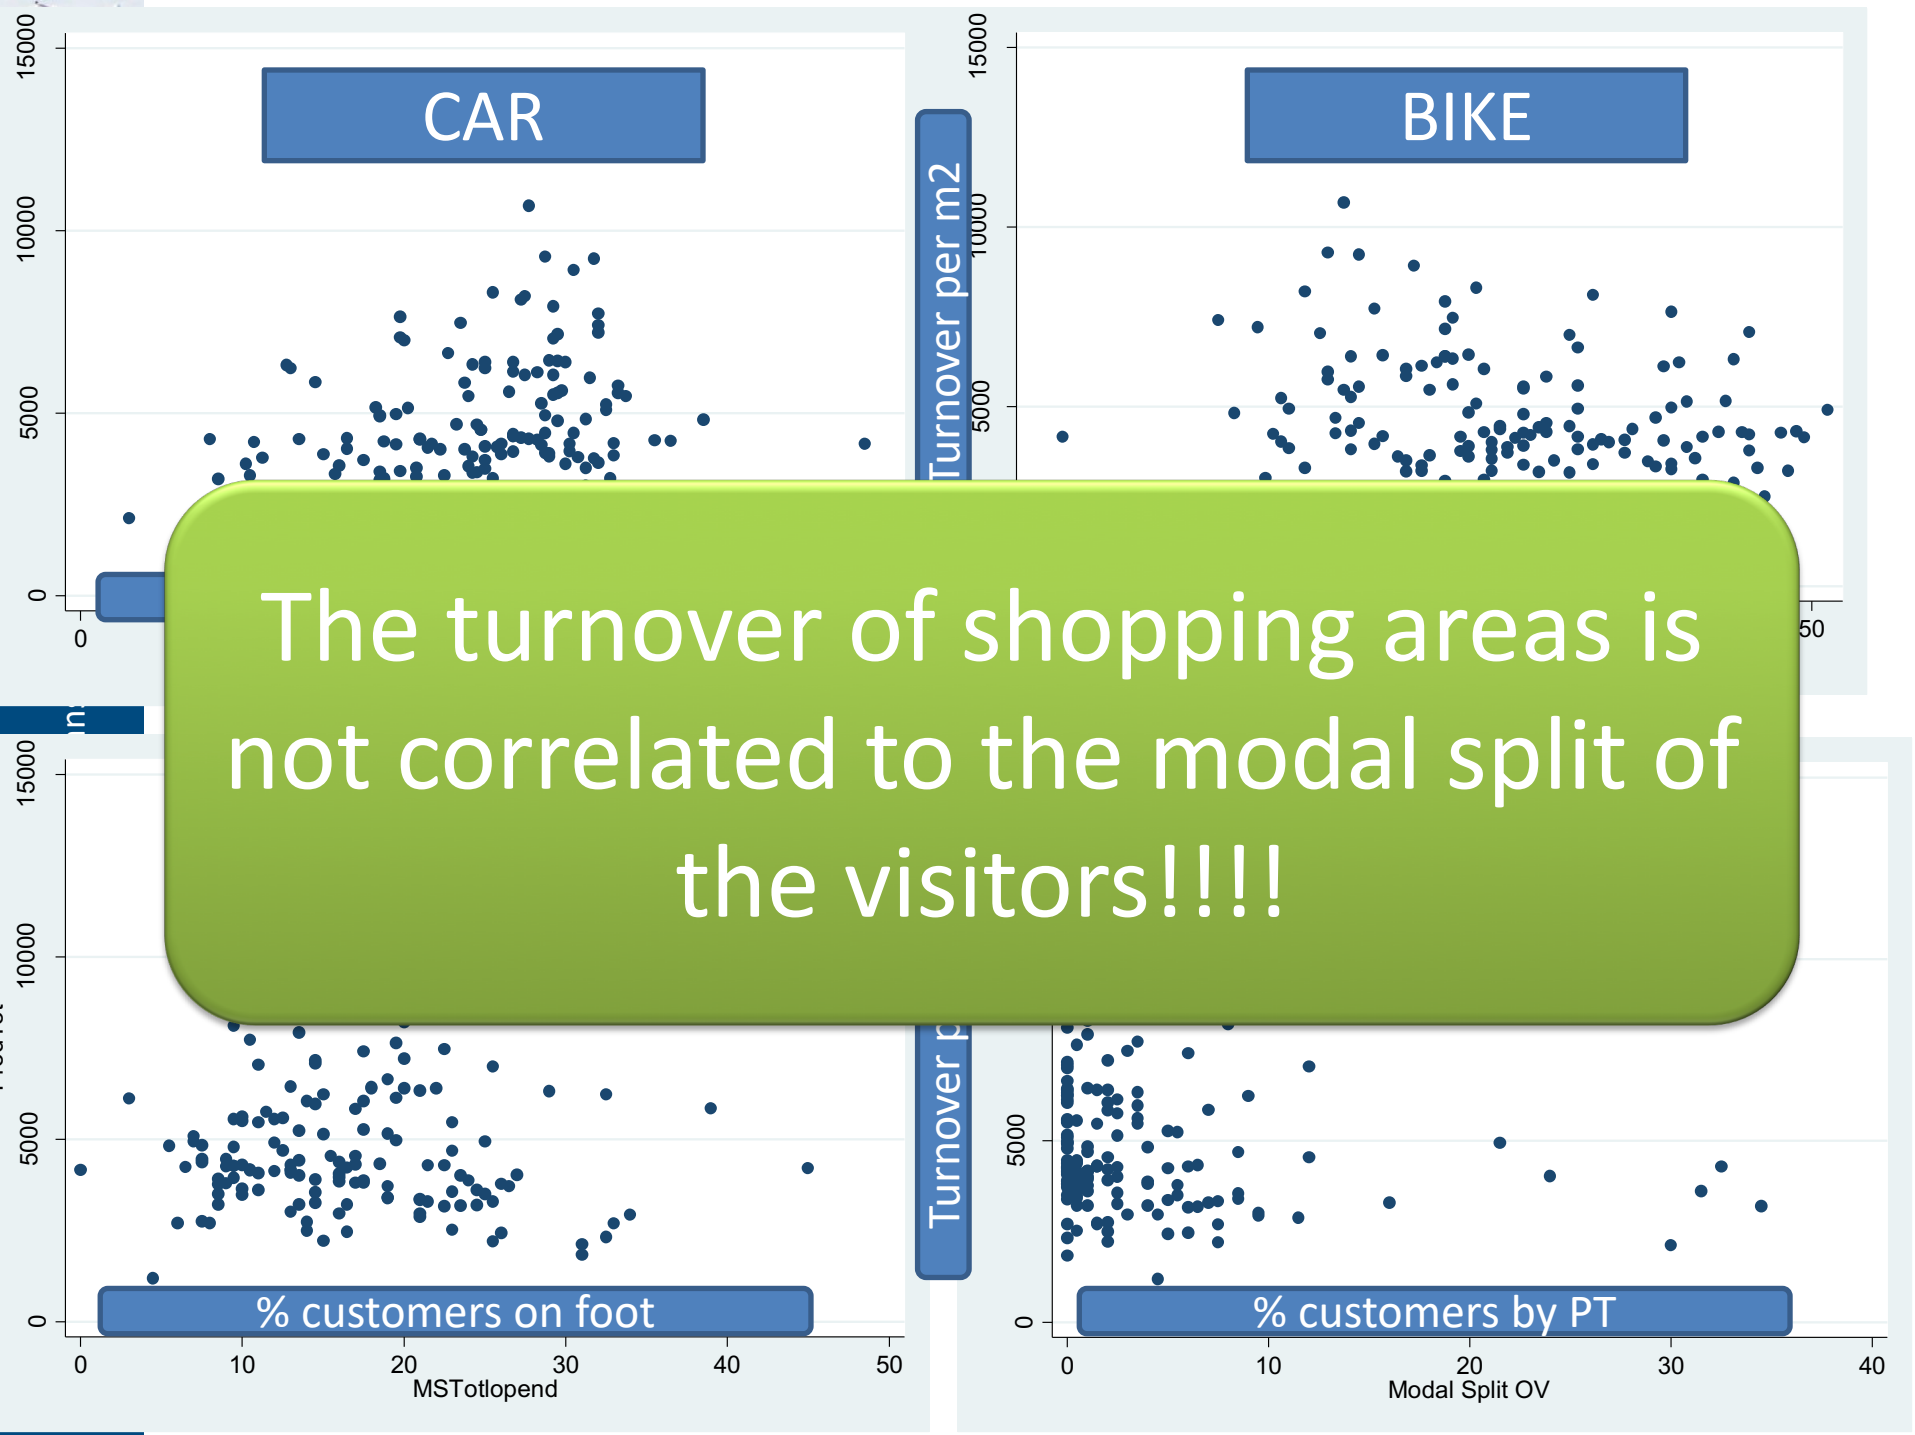 15000
10000
5000
0
0
CAR
Turnover per m2
15000
10000
5000
50
BIKE
The turnover of shopping areas is
not correlated to the modal split of
the visitors!!!!
15000
10000
5000
0
% customers on foot
0 10 20 30 40 50
MSTotlopend
Turnover
5000
0
% customers by PT
0 10 20 30 40
Modal Split OV